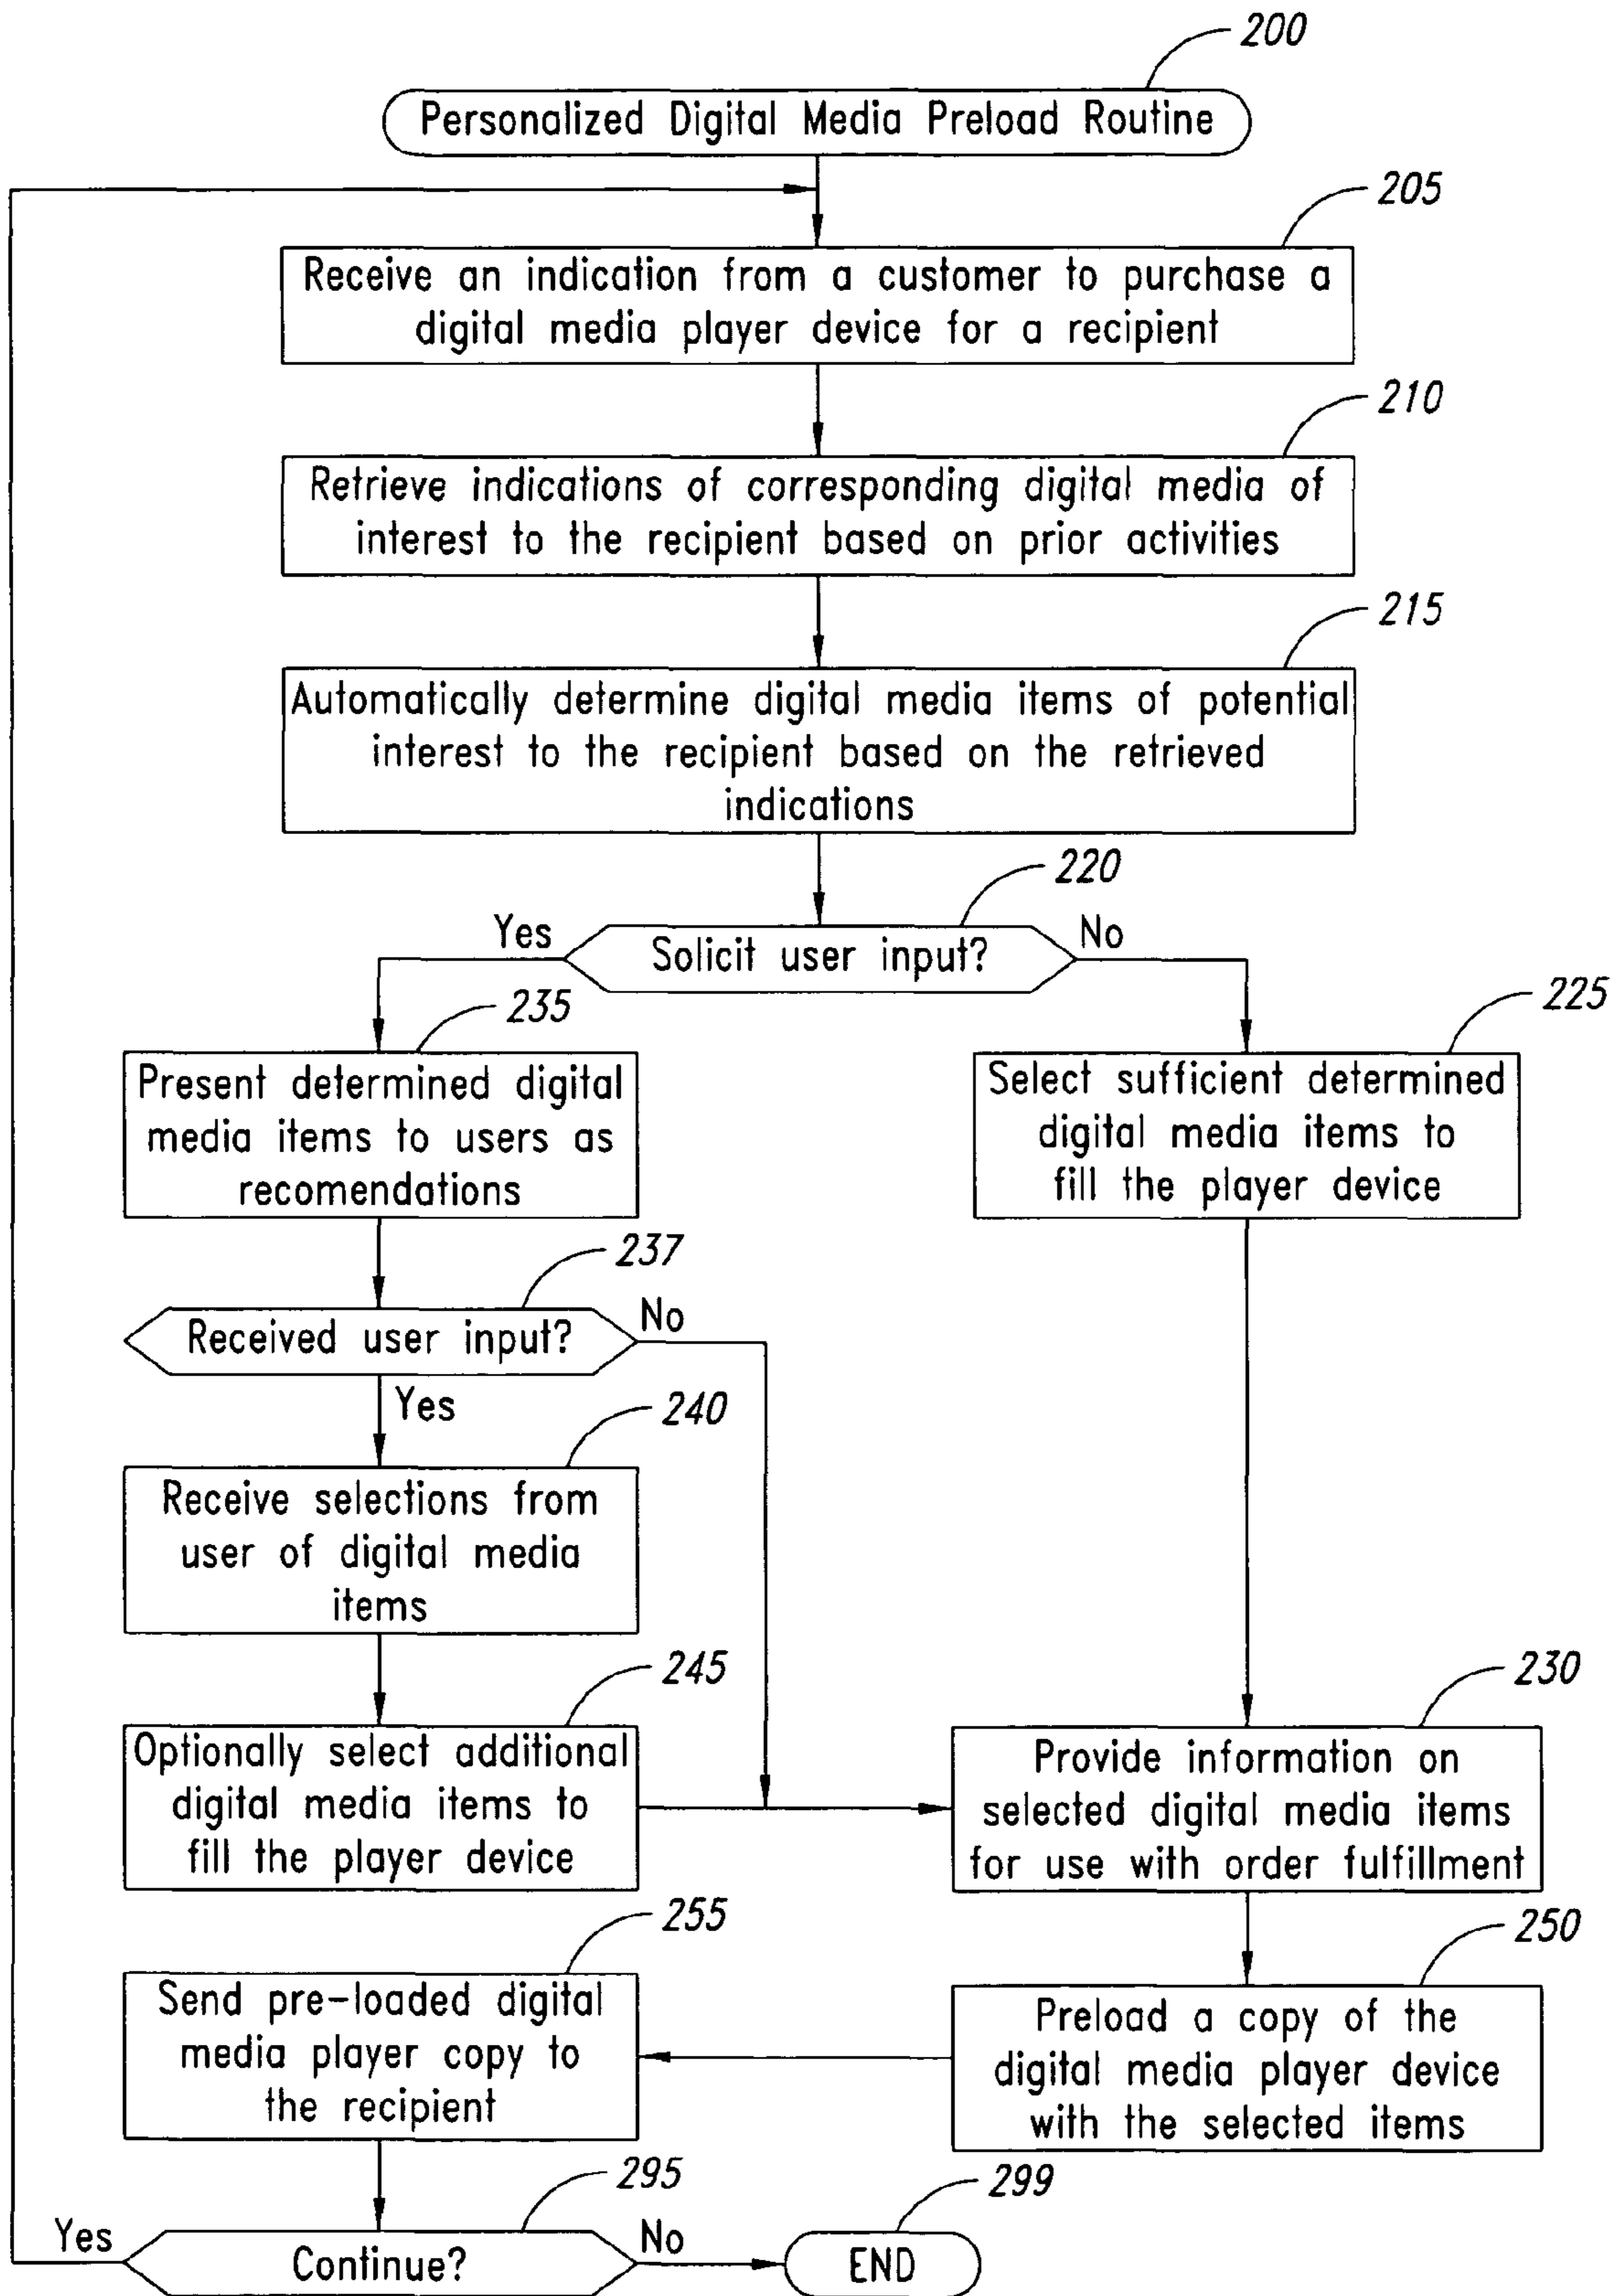 200
Personalized Digital Media Preload Routine
205
Receive an indication from a customer to purchase a
digital media player device for a recipient
210
Retrieve indications of corresponding digital media of
interest to the recipient based on prior activities
215
Automatically determine digital media items of potential
interest to the recipient based on the retrieved
indications
220
Yes
Solicit user input?
No
235
Present determined digital
media items to users as
recomendations
225
Select sufficient determined
digital media items to
fill the player device
237
Received user input?
No
Yes
240
Receive selections from
user of digital media
items
245
Optionally select additional
digital media items to
fill the player device
230
Provide information on
selected digital media items
for use with order fulfillment
250
Preload a copy of the
digital media player device
with the selected items
255
Send pre-loaded digital
media player copy to
the recipient
295
Yes
Continue?
No
299
END